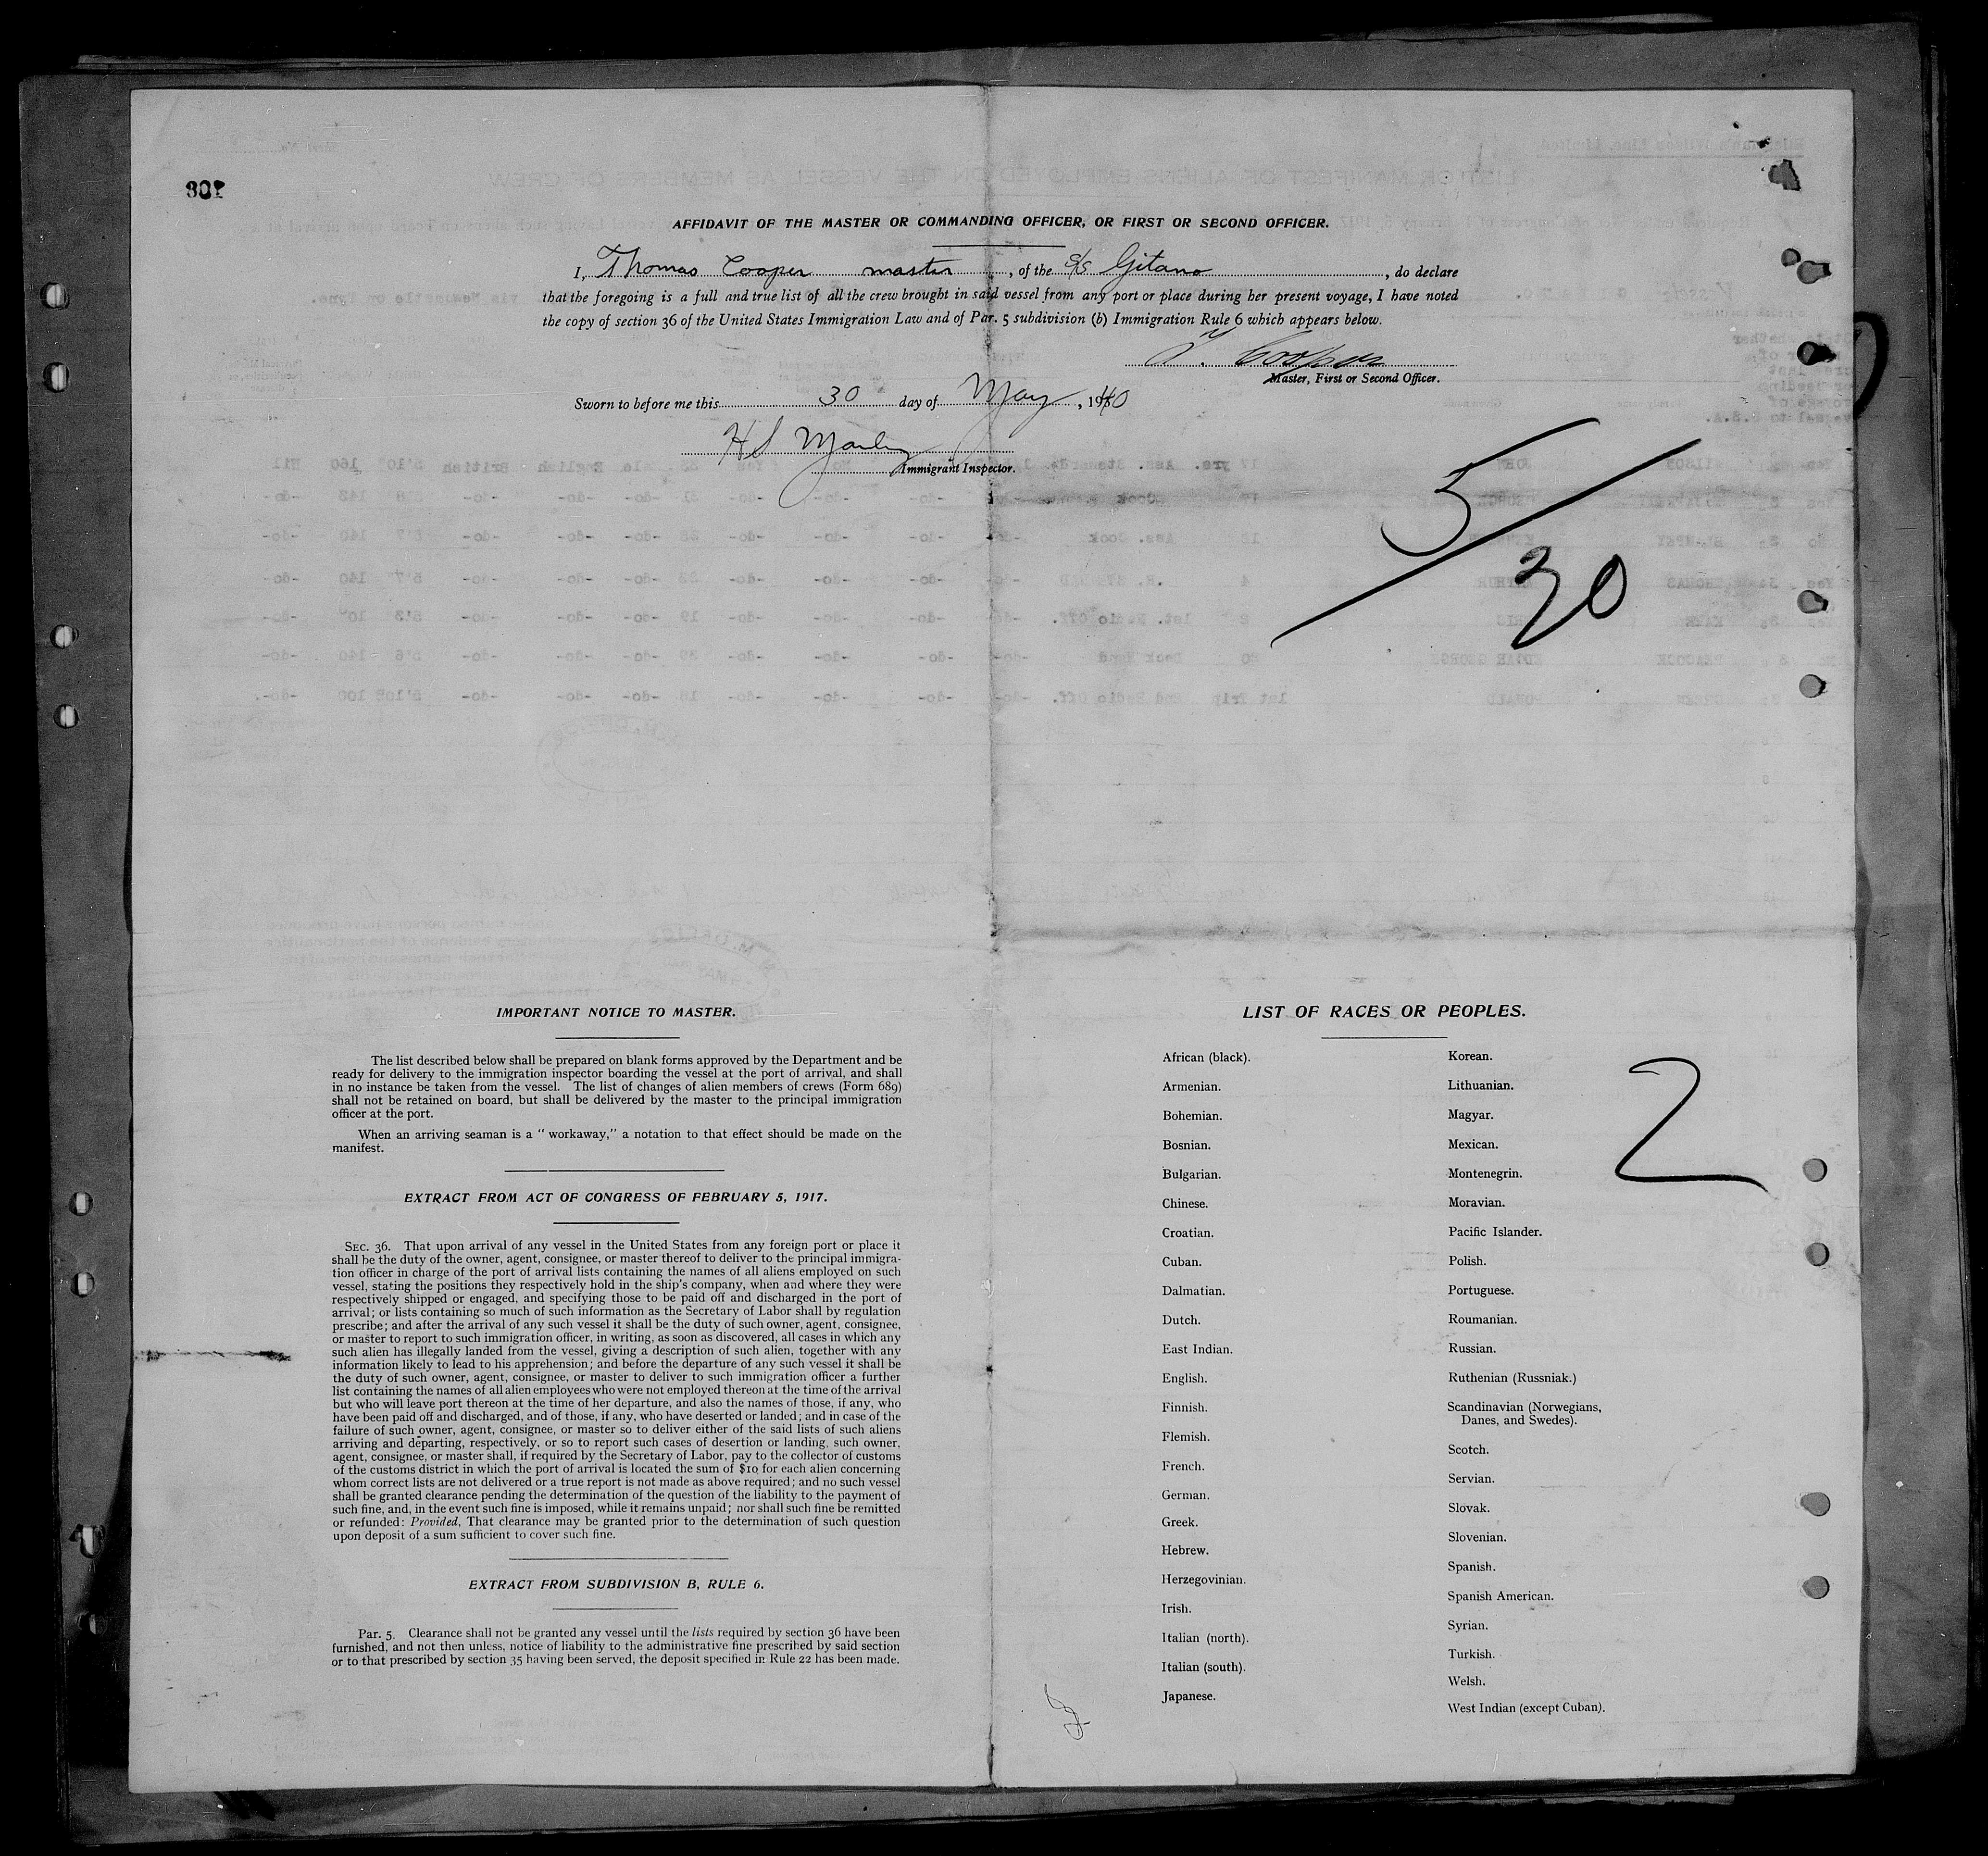 AFFIDAVIT OF THE MASTER OR COMMANDING OFFICER, OR FIRST OR SECOND OFFICER.
I, Thomas Cooper master, of the S/S Gitano, do declare
that the foregoing is a full and true list of all the crew brought in said vessel from any port or place during her present voyage, I have noted
the copy of section 36 of the United States Immigration Law and of Par. 5 subdivision (b) Immigration Rule 6 which appears below.
T. Cooper
Master, First or Second Officer.
Sworn to before me this 30 day of May, 1940
H S
Immigrant Inspector.
5/30
IMPORTANT NOTICE TO MASTER.
The list described below shall be prepared on blank forms approved by the Department and be
ready for delivery to the immigration inspector boarding the vessel at the port of arrival, and shall
in no instance be taken from the vessel. The list of changes of alien members of crews (Form 689)
shall not be retained on board, but shall be delivered by the master to the principal immigration
officer at the port.
When an arriving seaman is a "workaway," a notation to that effect should be made on the
manifest.
EXTRACT FROM ACT OF CONGRESS OF FEBRUARY 5, 1917.
SEC. 36. That upon arrival of any vessel in the United States from any foreign port or place it
shall be the duty of the owner, agent, consignee, or master thereof to deliver to the principal immigra-
tion officer in charge of the port of arrival lists containing the names of all aliens employed on such
vessel, stating the positions they respectively hold in the ship's company, when and where they were
respectively shipped or engaged, and specifying those to be paid off and discharged in the port of
arrival; or lists containing so much of such information as the Secretary of Labor shall by regulation
prescribe; and after the arrival of any such vessel it shall be the duty of such owner, agent, consignee,
or master to report to such immigration officer, in writing, as soon as discovered, all cases in which any
such alien has illegally landed from the vessel, giving a description of such alien, together with any
information likely to lead to his apprehension; and before the departure of any such vessel it shall be
the duty of such owner, agent, consignee, or master to deliver to such immigration officer a further
list containing the names of all alien employees who were not employed thereon at the time of the arrival
but who will leave port thereon at the time of her departure, and also the names of those, if any, who
have been paid off and discharged, and of those, if any, who have deserted or landed; and in case of the
failure of such owner, agent, consignee, or master so to deliver either of the said lists of such aliens
arriving and departing, respectively, or so to report such cases of desertion or landing, such owner,
agent, consignee, or master shall, if required by the Secretary of Labor, pay to the collector of customs
of the customs district in which the port of arrival is located the sum of $10 for each alien concerning
whom correct lists are not delivered or a true report is not made as above required; and no such vessel
shall be granted clearance pending the determination of the question of the liability to the payment of
such fine, and, in the event such fine is imposed, while it remains unpaid; nor shall such fine be remitted
or refunded: Provided, That clearance may be granted prior to the determination of such question
upon deposit of a sum sufficient to cover such fine.
EXTRACT FROM SUBDIVISION B, RULE 6.
Par. 5. Clearance shall not be granted any vessel until the lists required by section 36 have been
furnished, and not then unless, notice of liability to the administrative fine prescribed by said section
or to that prescribed by section 35 having been served, the deposit specified in Rule 22 has been made.
LIST OF RACES OR PEOPLES.
African (black).
Armenian.
Bohemian.
Bosnian.
Bulgarian.
Chinese.
Croatian.
Cuban.
Dalmatian.
Dutch.
East Indian.
English.
Finnish.
Flemish.
French.
German.
Greek.
Hebrew.
Herzegovinian.
Irish.
Italian (north).
Italian (south).
Japanese.
Korean.
Lithuanian.
Magyar.
Mexican.
Montenegrin.
Moravian.
Pacific Islander.
Polish.
Portuguese.
Roumanian.
Russian.
Ruthenian (Russniak.)
Scandinavian (Norwegians,
Danes, and Swedes).
Scotch.
Servian.
Slovak.
Slovenian.
Spanish.
Spanish American.
Syrian.
Turkish.
Welsh.
West Indian (except Cuban).
2